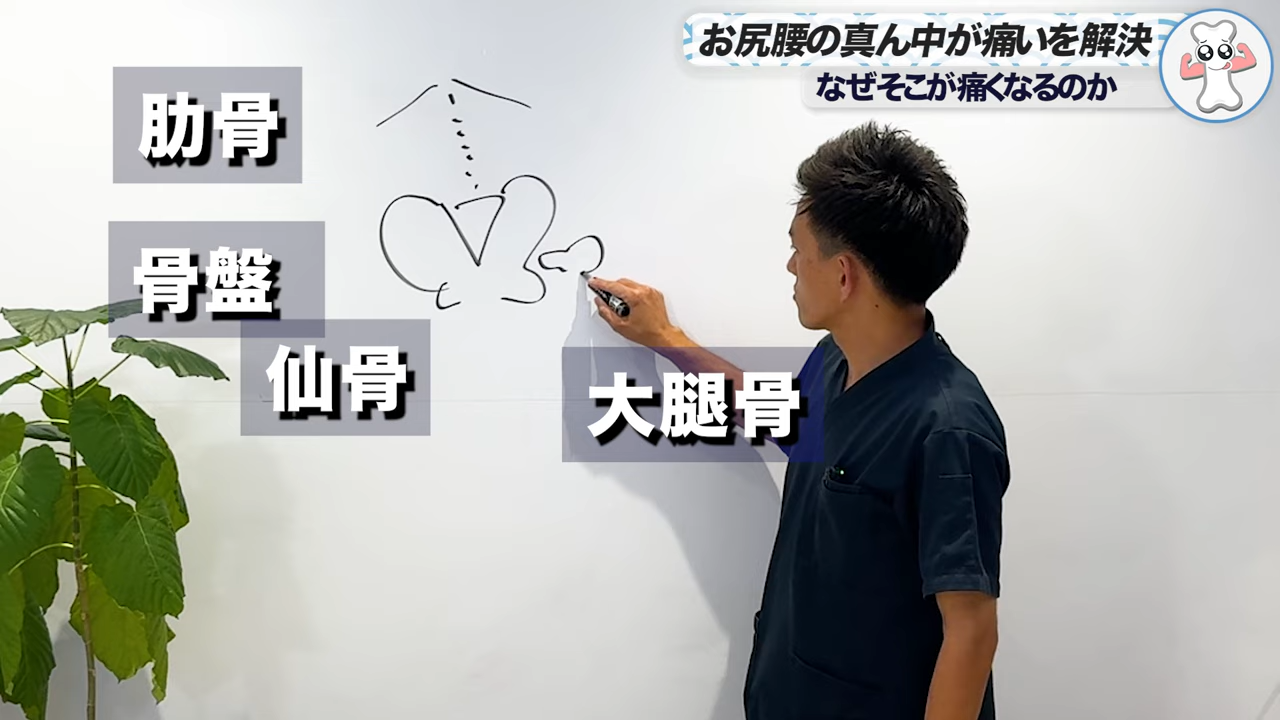 お尻腰の真ん中が痛いを解決
なぜそこが痛くなるのか
肋骨
骨盤
仙骨
大腿骨